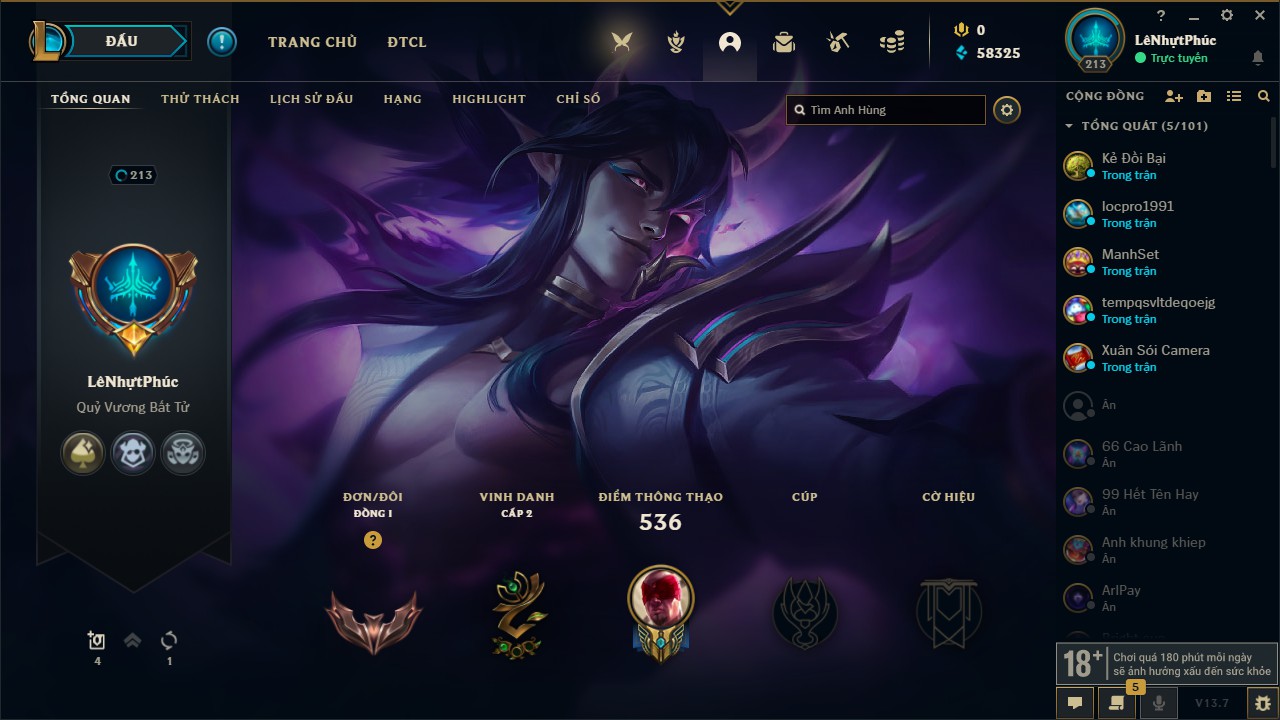 ĐẤU
TRANG CHỦ
ĐTCL
0
58325
?
LêNhựtPhúc
Trực tuyến
213
TỔNG QUAN
THỬ THÁCH
LỊCH SỬ ĐẤU
HẠNG
HIGHLIGHT
CHỈ SỐ
Tìm Anh Hùng
CỘNG ĐỒNG
TỔNG QUÁT (5/101)
213
LêNhựtPhúc
Quỷ Vương Bất Tử
4
1
ĐƠN/ĐÔI
ĐỒNG I
?
VINH DANH
CẤP 2
ĐIỂM THÔNG THẠO
536
CÚP
CỜ HIỆU
Kẻ Đồi Bại
Trong trận
locpro1991
Trong trận
ManhSet
Trong trận
tempqsvltdeqoejg
Trong trận
Xuân Sói Camera
Trong trận
Ẩn
66 Cao Lãnh
Ẩn
99 Hết Tên Hay
Ẩn
Anh khung khiep
Ẩn
ArlPay
Ẩn
18+
Chơi quá 180 phút mỗi ngày
sẽ ảnh hưởng xấu đến sức khỏe
5
V13.7